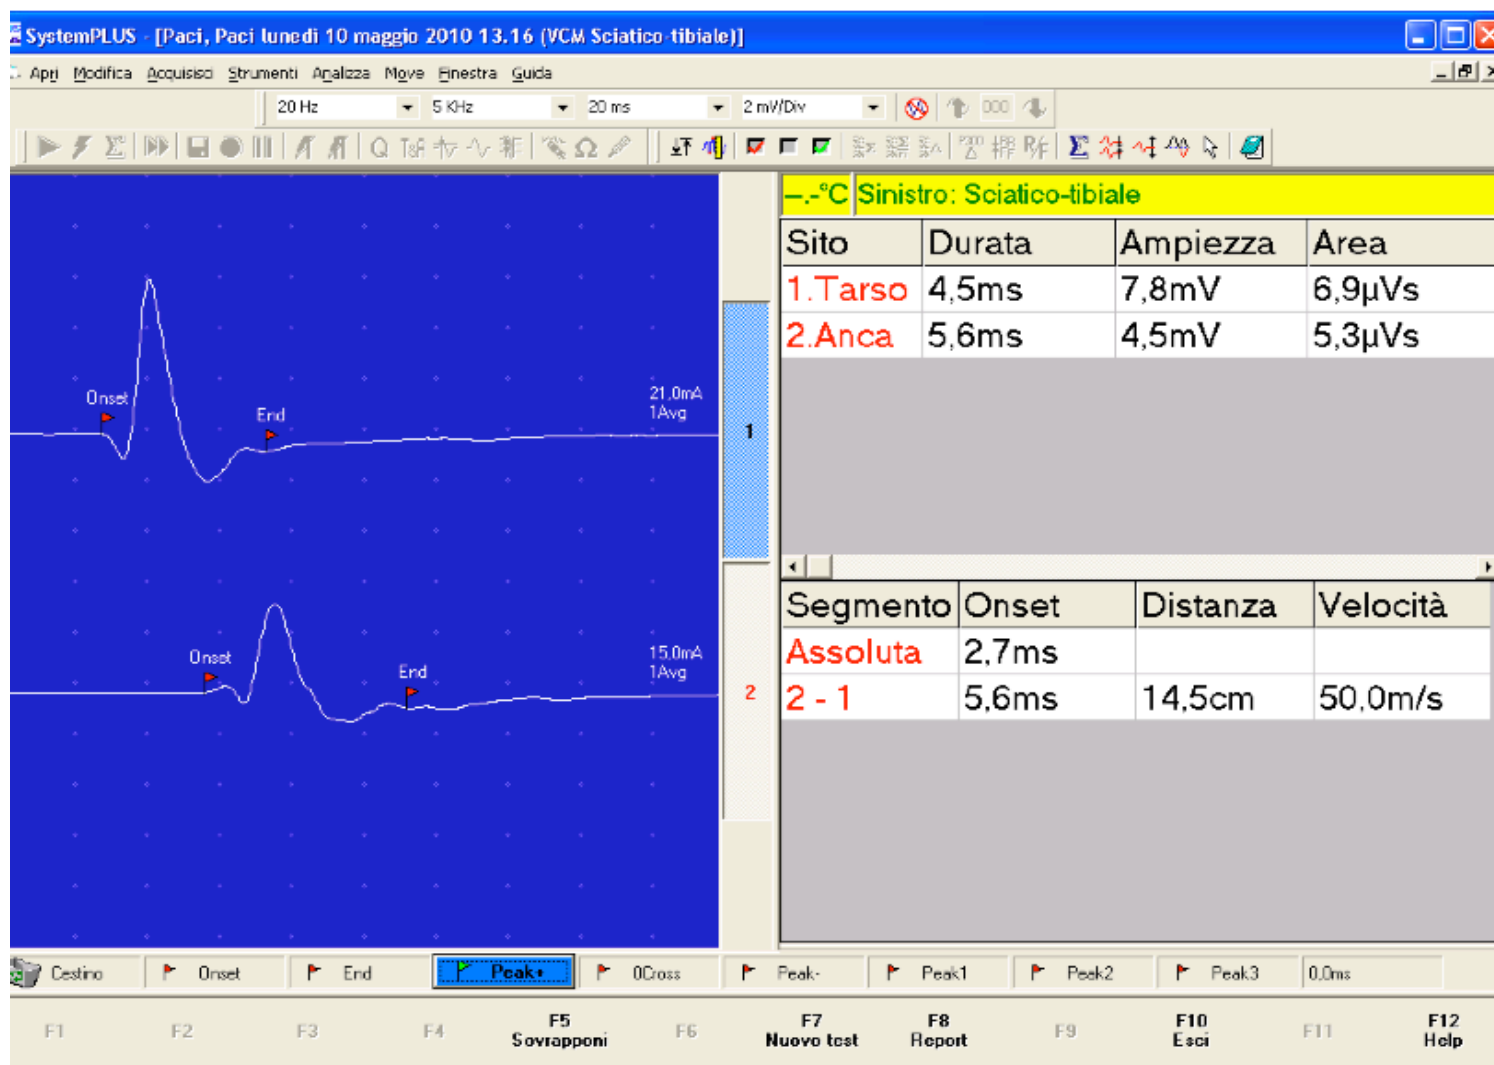 SystemPLUS - [Paci, Paci lunedì 10 maggio 2010 13.16 (VCM Sciatico-tibiale)]
Apri Modifica Acquisisci Strumenti Analizza Move Finestra Guida
20 Hz 5 KHz 20 ms 2 mV/Div 000
Σ Q T&F Ω R/F Σ
--.-°C Sinistro: Sciatico-tibiale
Sito Durata Ampiezza Area
1.Tarso 4,5ms 7,8mV 6,9µVs
2.Anca 5,6ms 4,5mV 5,3µVs
Onset
End
21,0mA
1Avg
1
Segmento Onset Distanza Velocità
Assoluta 2,7ms
2 - 1 5,6ms 14,5cm 50,0m/s
Onset
End
15,0mA
1Avg
2
Cestino Onset End Peak+ 0Cross Peak- Peak1 Peak2 Peak3 0,0ms
F1 F2 F3 F4 F5 F6 F7 F8 F9 F10 F11 F12
Sovrapponi Nuovo test Report Esci Help